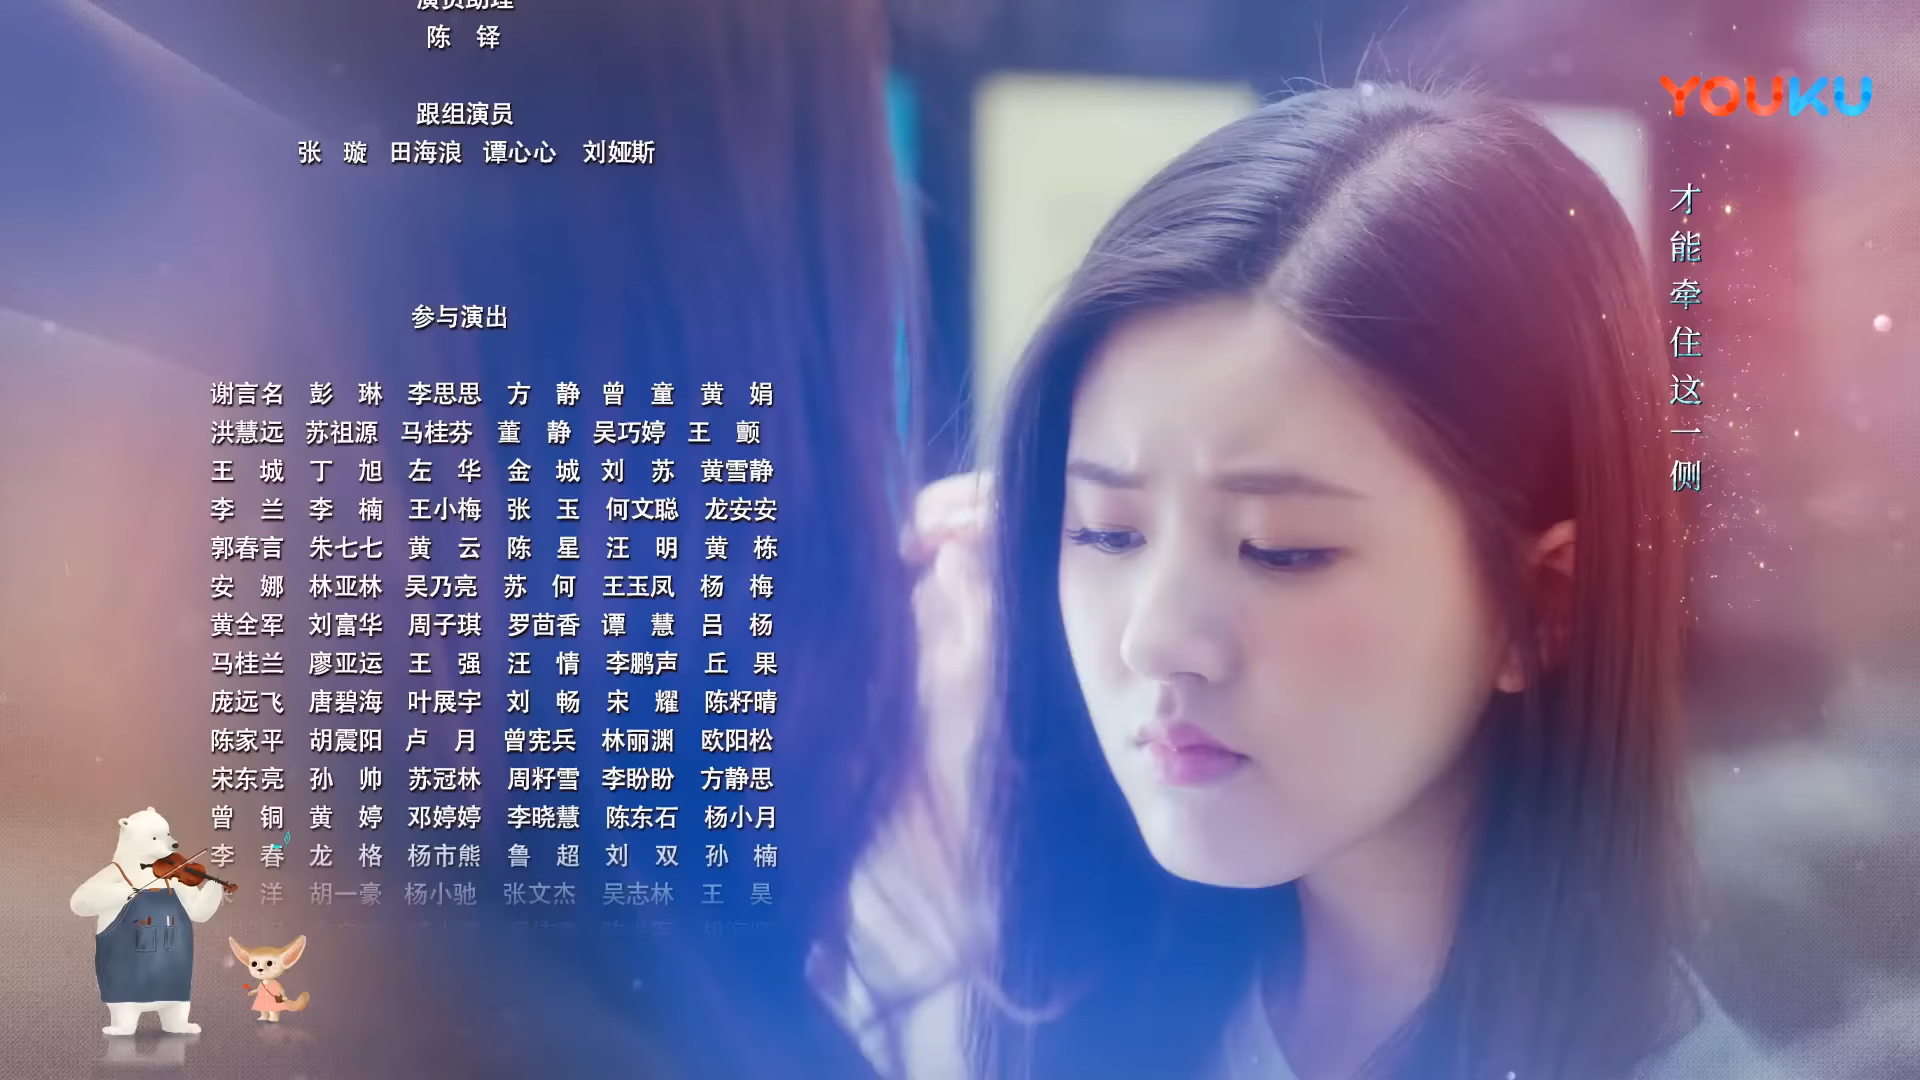 演员助理
陈 铎
跟组演员
张 璇 田海浪 谭心心 刘娅斯
参与演出
谢言名 彭 琳 李思思 方 静 曾 童 黄 娟
洪慧远 苏祖源 马桂芬 董 静 吴巧婷 王 颤
王 城 丁 旭 左 华 金 城 刘 苏 黄雪静
李 兰 李 楠 王小梅 张 玉 何文聪 龙安安
郭春言 朱七七 黄 云 陈 星 汪 明 黄 栋
安 娜 林亚林 吴乃亮 苏 何 王玉凤 杨 梅
黄全军 刘富华 周子琪 罗茴香 谭 慧 吕 杨
马桂兰 廖亚运 王 强 汪 情 李鹏声 丘 果
庞远飞 唐碧海 叶展宇 刘 畅 宋 耀 陈籽晴
陈家平 胡震阳 卢 月 曾宪兵 林丽渊 欧阳松
宋东亮 孙 帅 苏冠林 周籽雪 李盼盼 方静思
曾 铜 黄 婷 邓婷婷 李晓慧 陈东石 杨小月
李 春 龙 格 杨市熊 鲁 超 刘 双 孙 楠
洋 胡一豪 杨小驰 张文杰 吴志林 王 昊
YOUKU
才能牵住这一侧